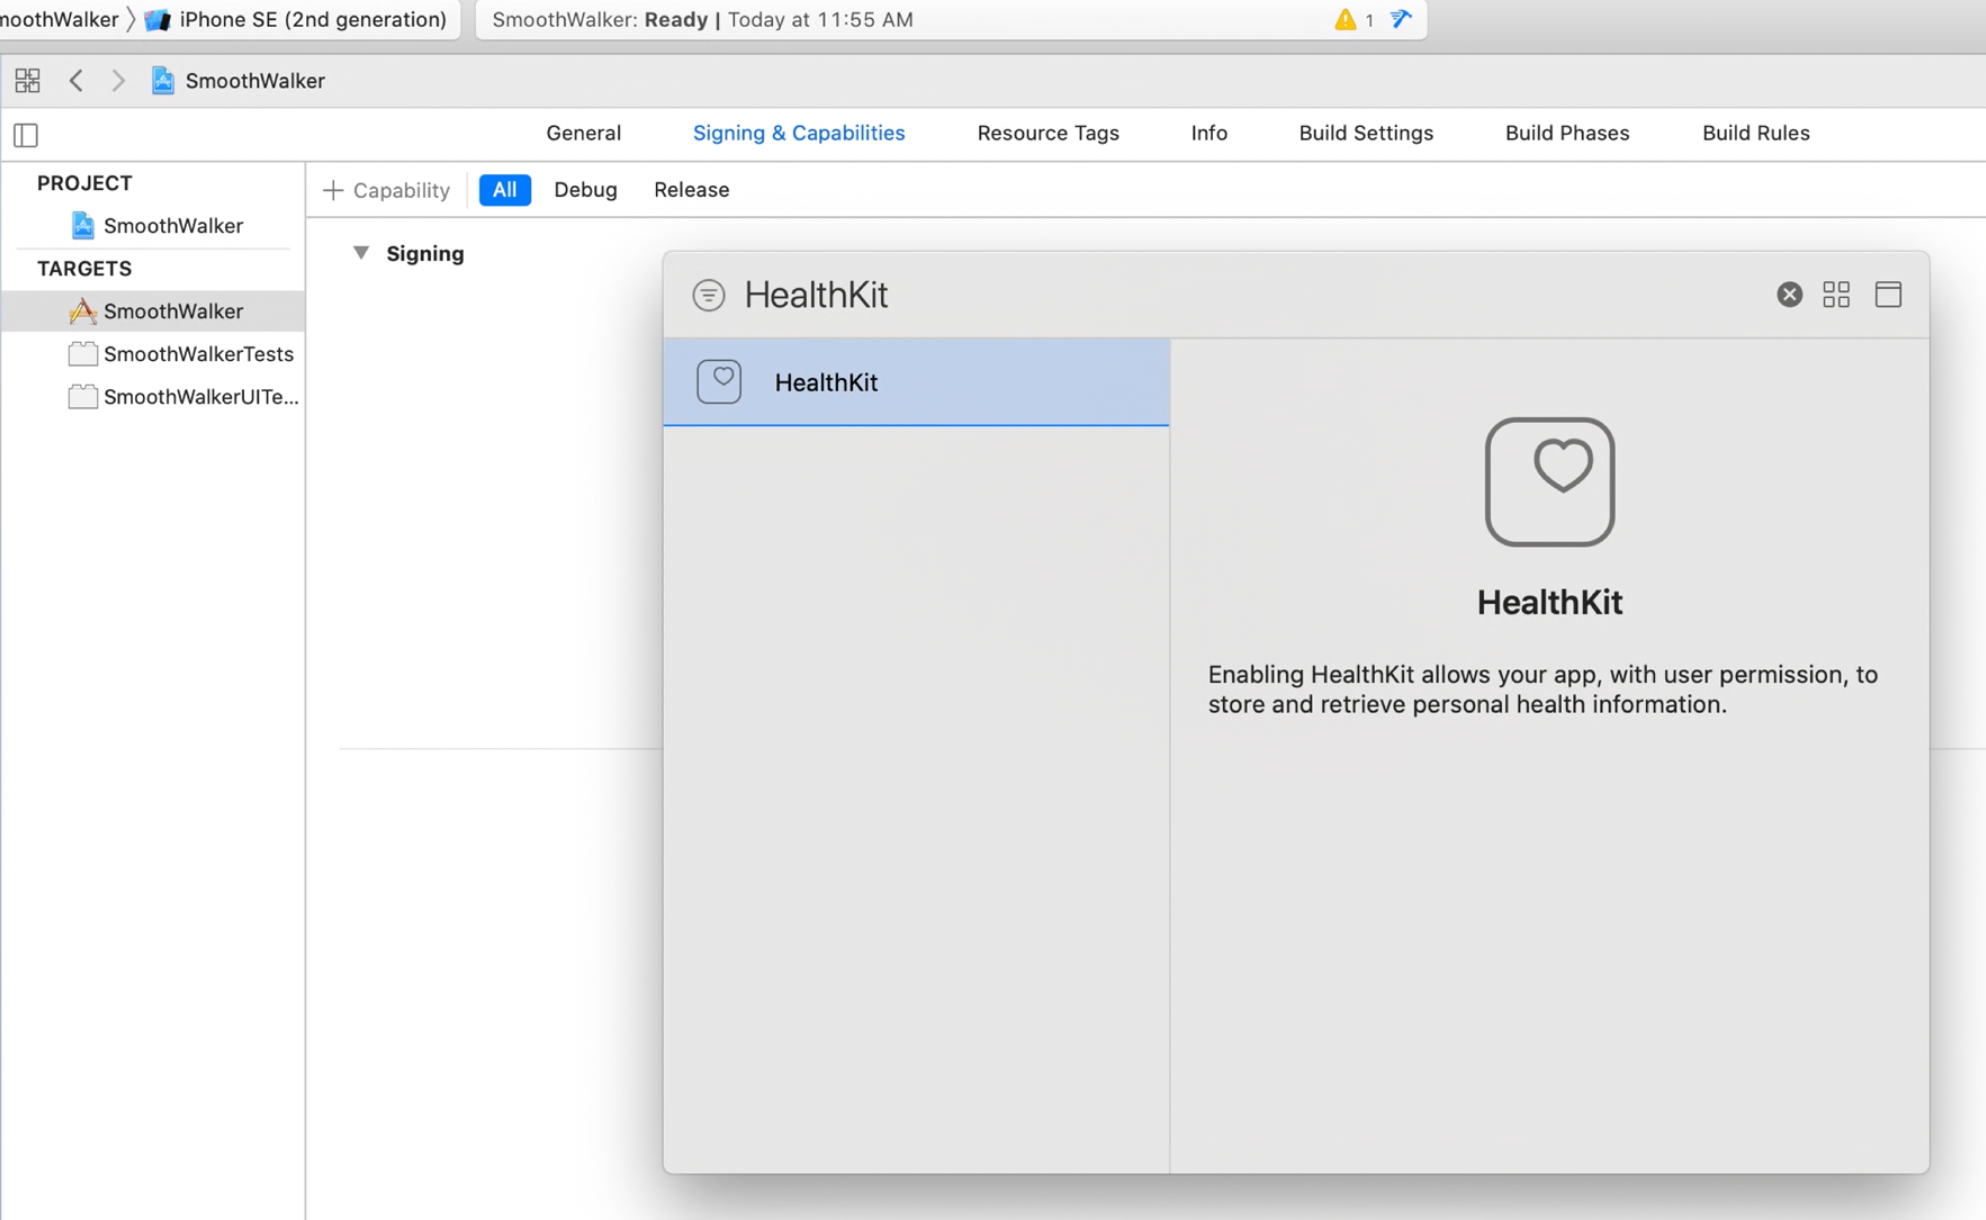 moothWalker › iPhone SE (2nd generation)
SmoothWalker: Ready | Today at 11:55 AM
1
SmoothWalker
General Signing & Capabilities Resource Tags Info Build Settings Build Phases Build Rules
PROJECT
SmoothWalker
TARGETS
SmoothWalker
SmoothWalkerTests
SmoothWalkerUITe...
+ Capability All Debug Release
Signing
HealthKit
HealthKit
HealthKit
Enabling HealthKit allows your app, with user permission, to
store and retrieve personal health information.